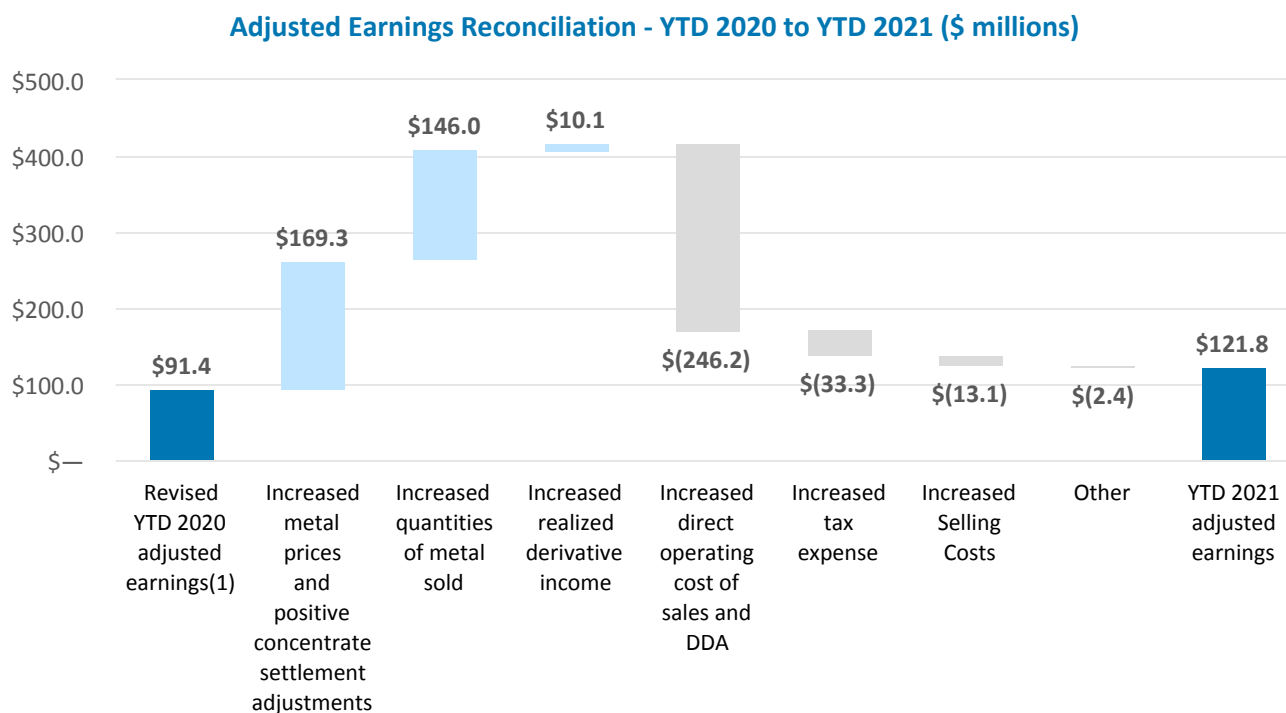 Adjusted Earnings Reconciliation - YTD 2020 to YTD 2021 ($ millions)
$500.0
$400.0
$300.0
$200.0
$100.0
$—
$91.4
$169.3
$146.0
$10.1
$(246.2)
$(33.3)
$(13.1)
$(2.4)
$121.8
Revised
YTD 2020
adjusted
earnings(1)
Increased
metal
prices
and
positive
concentrate
settlement
adjustments
Increased
quantities
of metal
sold
Increased
realized
derivative
income
Increased
direct
operating
cost of
sales and
DDA
Increased
tax
expense
Increased
Selling
Costs
Other
YTD 2021
adjusted
earnings